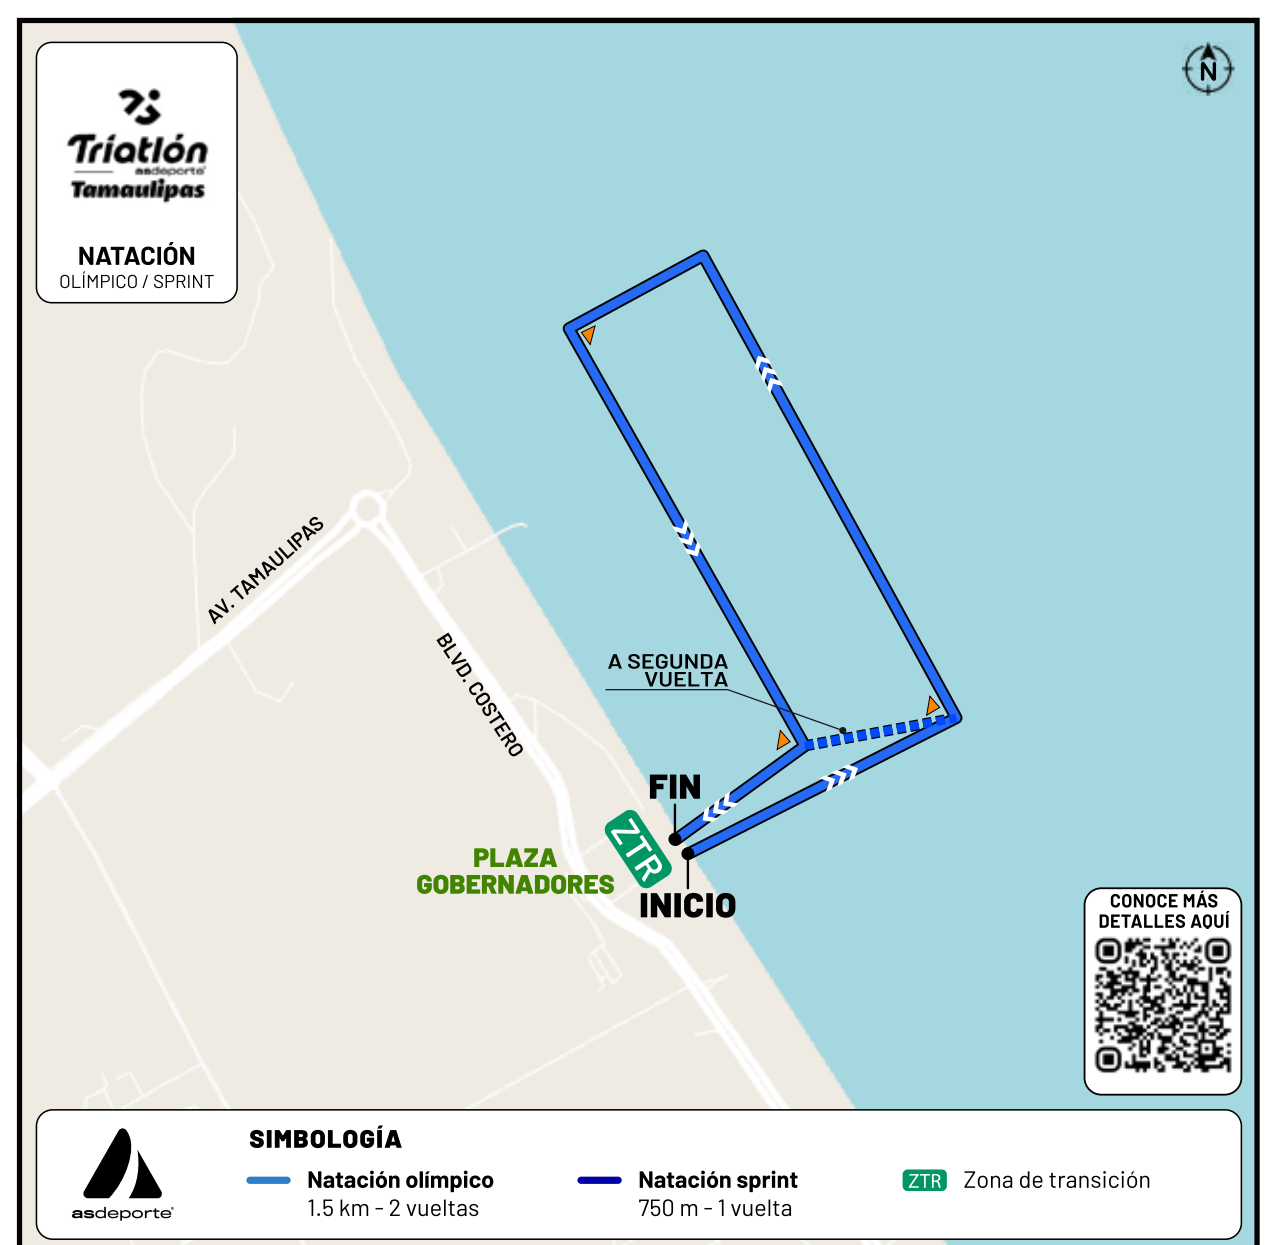 Triatlón
asdeporte
Tamaulipas
NATACIÓN
OLÍMPICO / SPRINT
N
AV. TAMAULIPAS
BLVD. COSTERO
A SEGUNDA
VUELTA
FIN
ZTR
PLAZA
GOBERNADORES
INICIO
CONOCE MÁS
DETALLES AQUÍ
SIMBOLOGÍA
Natación olímpico
1.5 km - 2 vueltas
Natación sprint
750 m - 1 vuelta
ZTR Zona de transición
asdeporte